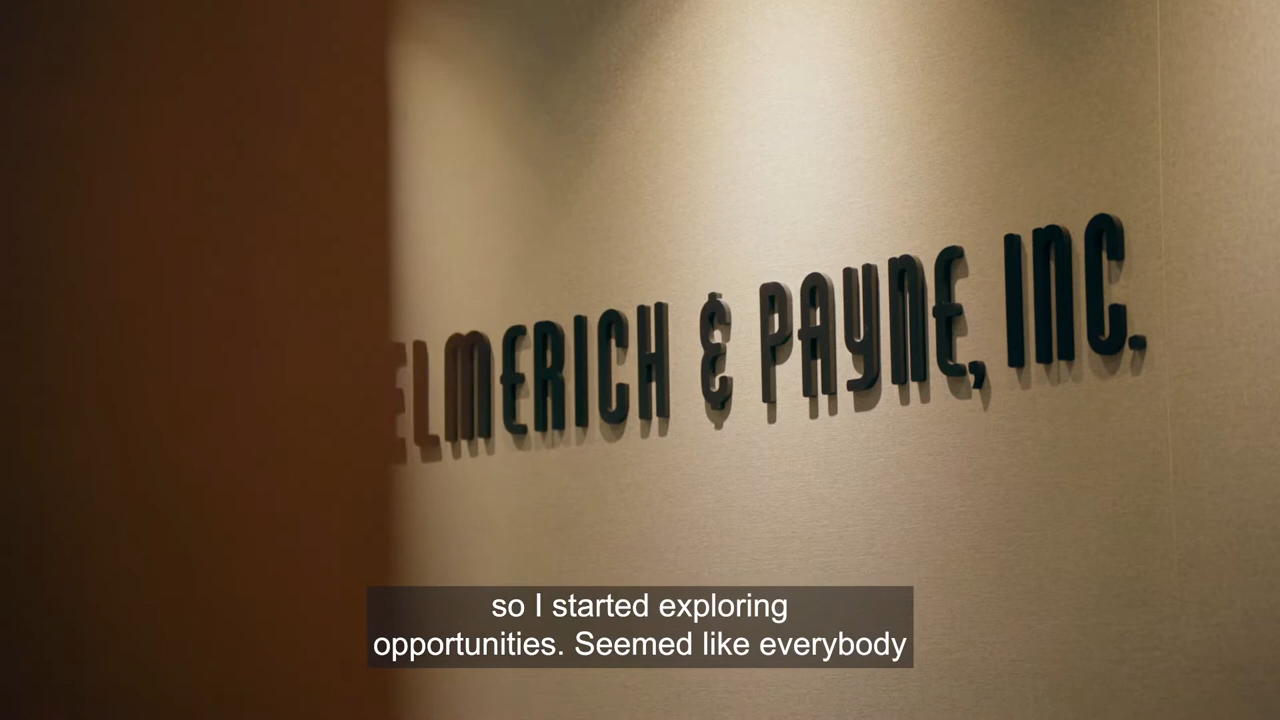 ELMERICH & PAYNE, INC.
so I started exploring
opportunities. Seemed like everybody